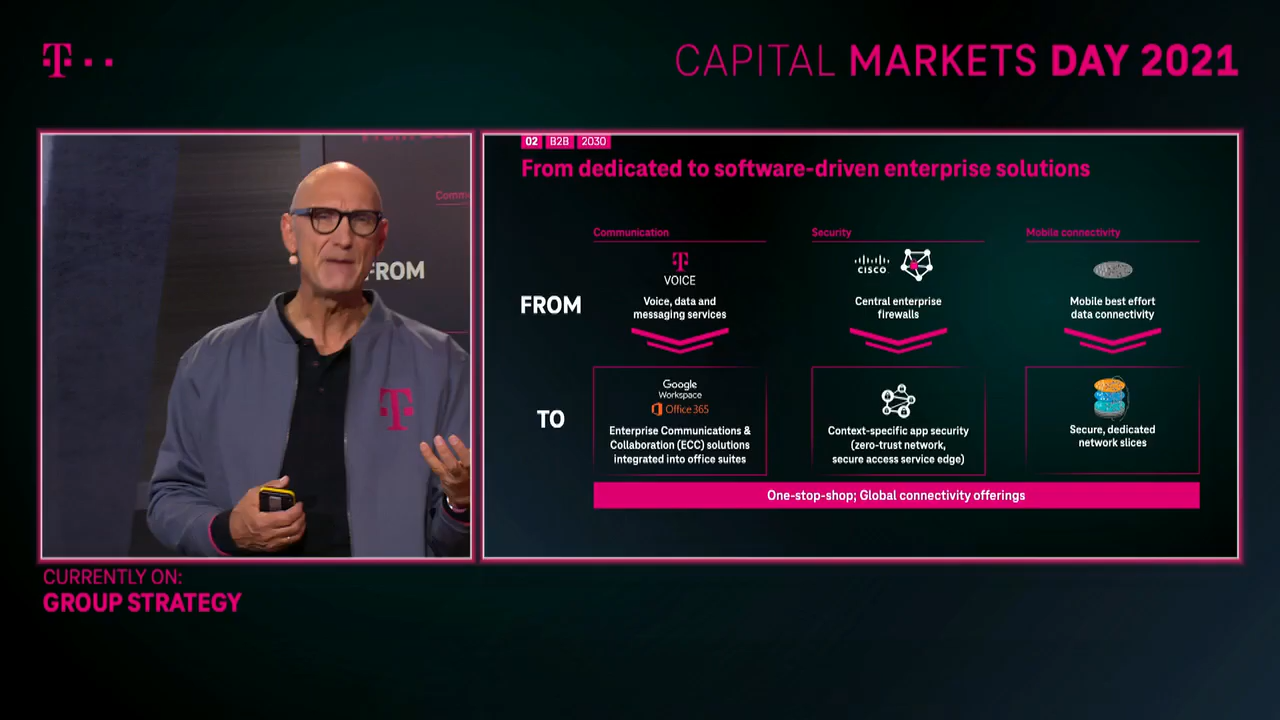 T
CAPITAL MARKETS DAY 2021
FROM
T
02 B2B 2030
From dedicated to software-driven enterprise solutions
Communication
Security
Mobile connectivity
FROM
T
VOICE
Voice, data and
messaging services
CISCO
Central enterprise
firewalls
Mobile best effort
data connectivity
TO
Google
Workspace
Office 365
Enterprise Communications &
Collaboration (ECC) solutions
integrated into office suites
Context-specific app security
(zero-trust network,
secure access service edge)
Secure, dedicated
network slices
One-stop-shop; Global connectivity offerings
CURRENTLY ON:
GROUP STRATEGY